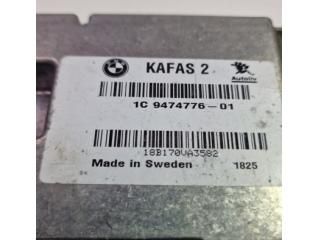 KAFAS 2
Autoliv
1C 9474776-01
18B170VA3582
Made in Sweden 1825